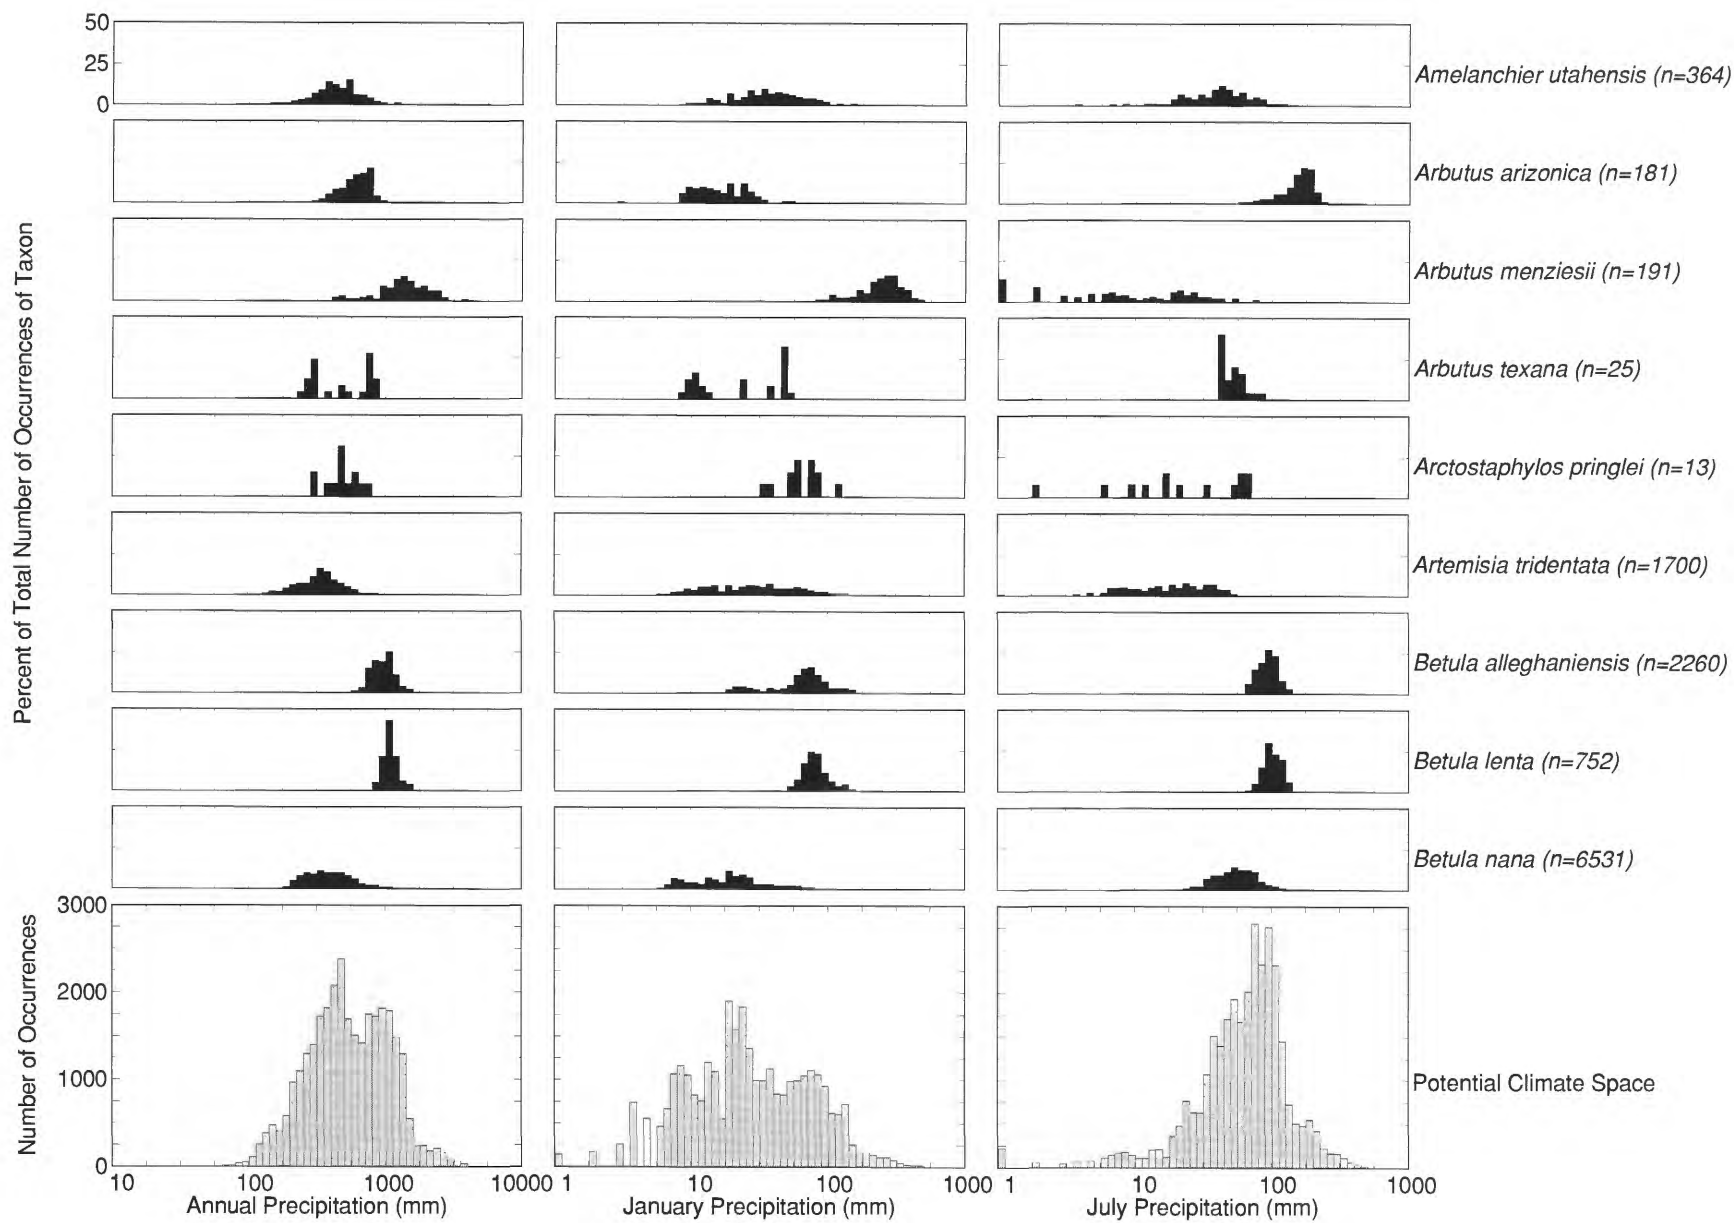 50
25
0
Amelanchier utahensis (n=364)
Arbutus arizonica (n=181)
Arbutus menziesii (n=191)
Arbutus texana (n=25)
Arctostaphylos pringlei (n=13)
Artemisia tridentata (n=1700)
Betula alleghaniensis (n=2260)
Betula lenta (n=752)
Betula nana (n=6531)
Percent of Total Number of Occurrences of Taxon
3000
2000
1000
0
Number of Occurrences
Potential Climate Space
10 100 1000 10000
1 10 100 1000
1 10 100 1000
Annual Precipitation (mm)
January Precipitation (mm)
July Precipitation (mm)